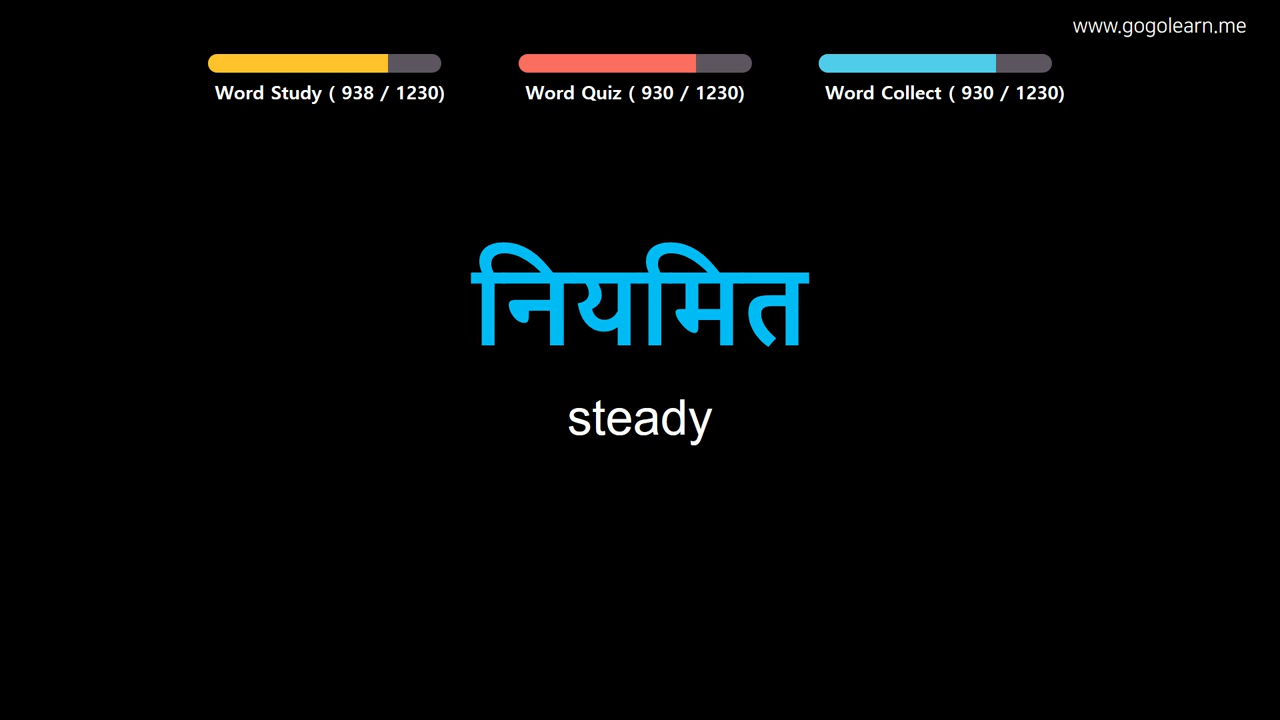 www.gogolearn.me
Word Study ( 938 / 1230)
Word Quiz ( 930 / 1230)
Word Collect ( 930 / 1230)
नियमित
steady